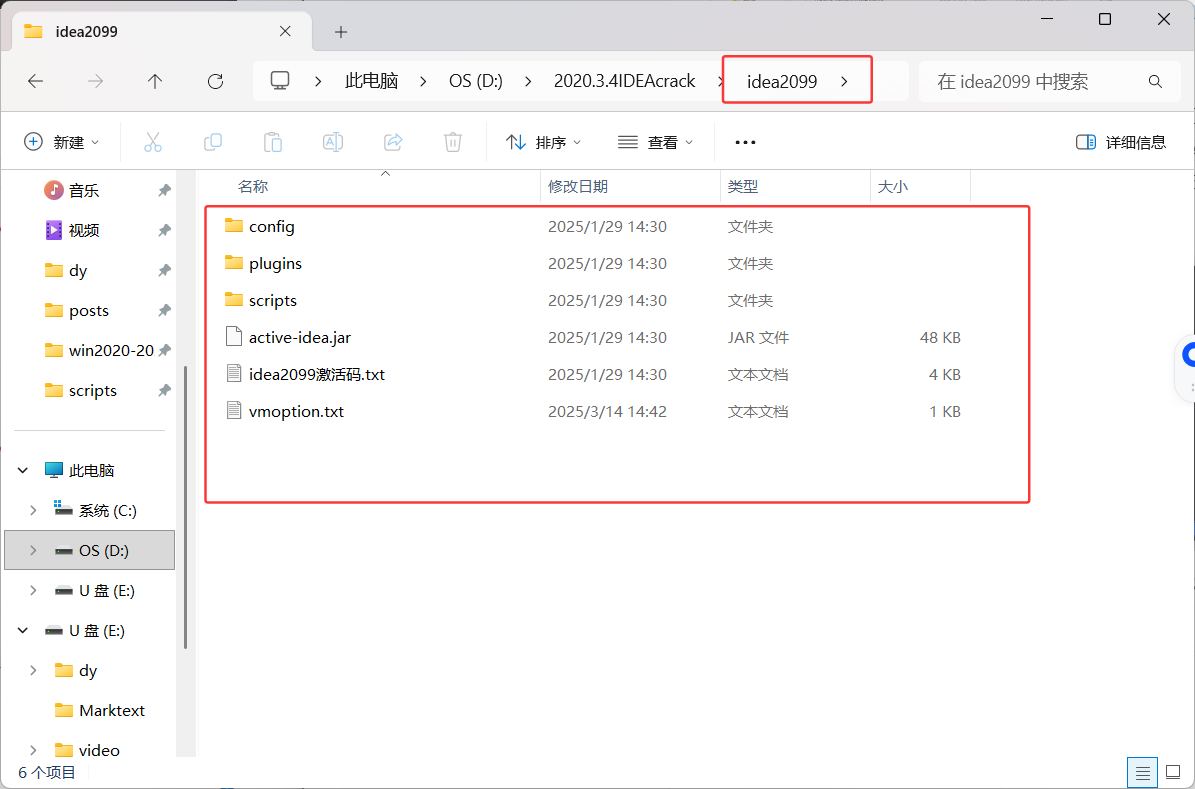 idea2099
此电脑 OS (D:) 2020.3.4IDEAcrack idea2099 在 idea2099 中搜索
新建 排序 查看 详细信息
名称 修改日期 类型 大小
音乐
视频
dy
posts
win2020-20
scripts
此电脑
系统 (C:)
OS (D:)
U 盘 (E:)
U 盘 (E:)
dy
Marktext
video
config 2025/1/29 14:30 文件夹
plugins 2025/1/29 14:30 文件夹
scripts 2025/1/29 14:30 文件夹
active-idea.jar 2025/1/29 14:30 JAR 文件 48 KB
idea2099激活码.txt 2025/1/29 14:30 文本文档 4 KB
vmoption.txt 2025/3/14 14:42 文本文档 1 KB
6 个项目